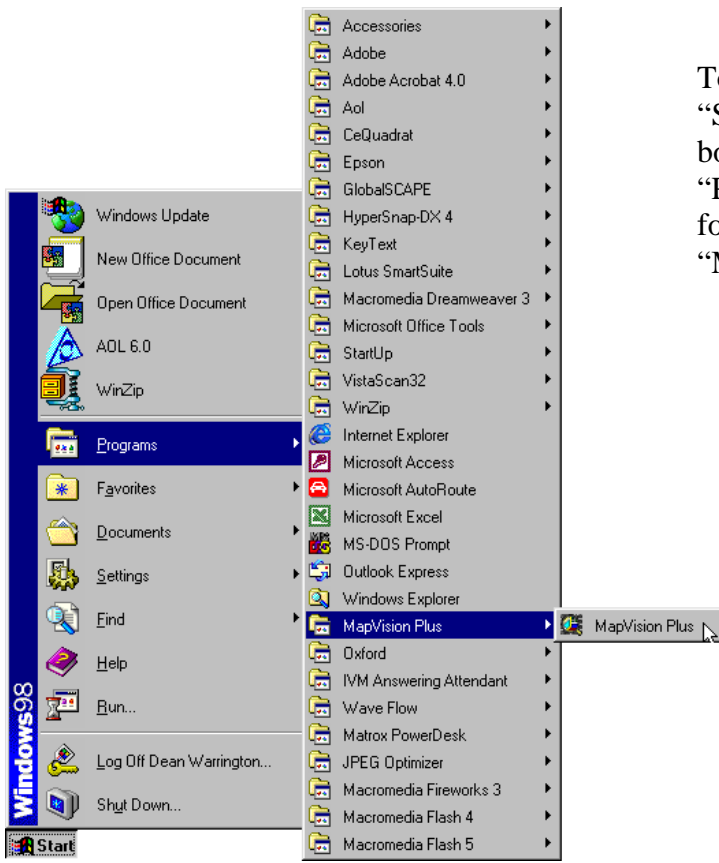 Accessories
Adobe
Adobe Acrobat 4.0
Aol
CeQuadrat
Epson
GlobalSCAPE
HyperSnap-DX 4
KeyText
Lotus SmartSuite
Macromedia Dreamweaver 3
Microsoft Office Tools
StartUp
VistaScan32
WinZip
Internet Explorer
Microsoft Access
Microsoft AutoRoute
Microsoft Excel
MS-DOS Prompt
Outlook Express
Windows Explorer
MapVision Plus
Oxford
IVM Answering Attendant
Wave Flow
Matrox PowerDesk
JPEG Optimizer
Macromedia Fireworks 3
Macromedia Flash 4
Macromedia Flash 5
MapVision Plus
Windows Update
New Office Document
Open Office Document
AOL 6.0
WinZip
Programs
Favorites
Documents
Settings
Find
Help
Run...
Log Off Dean Warrington...
Shut Down...
Windows98
Start